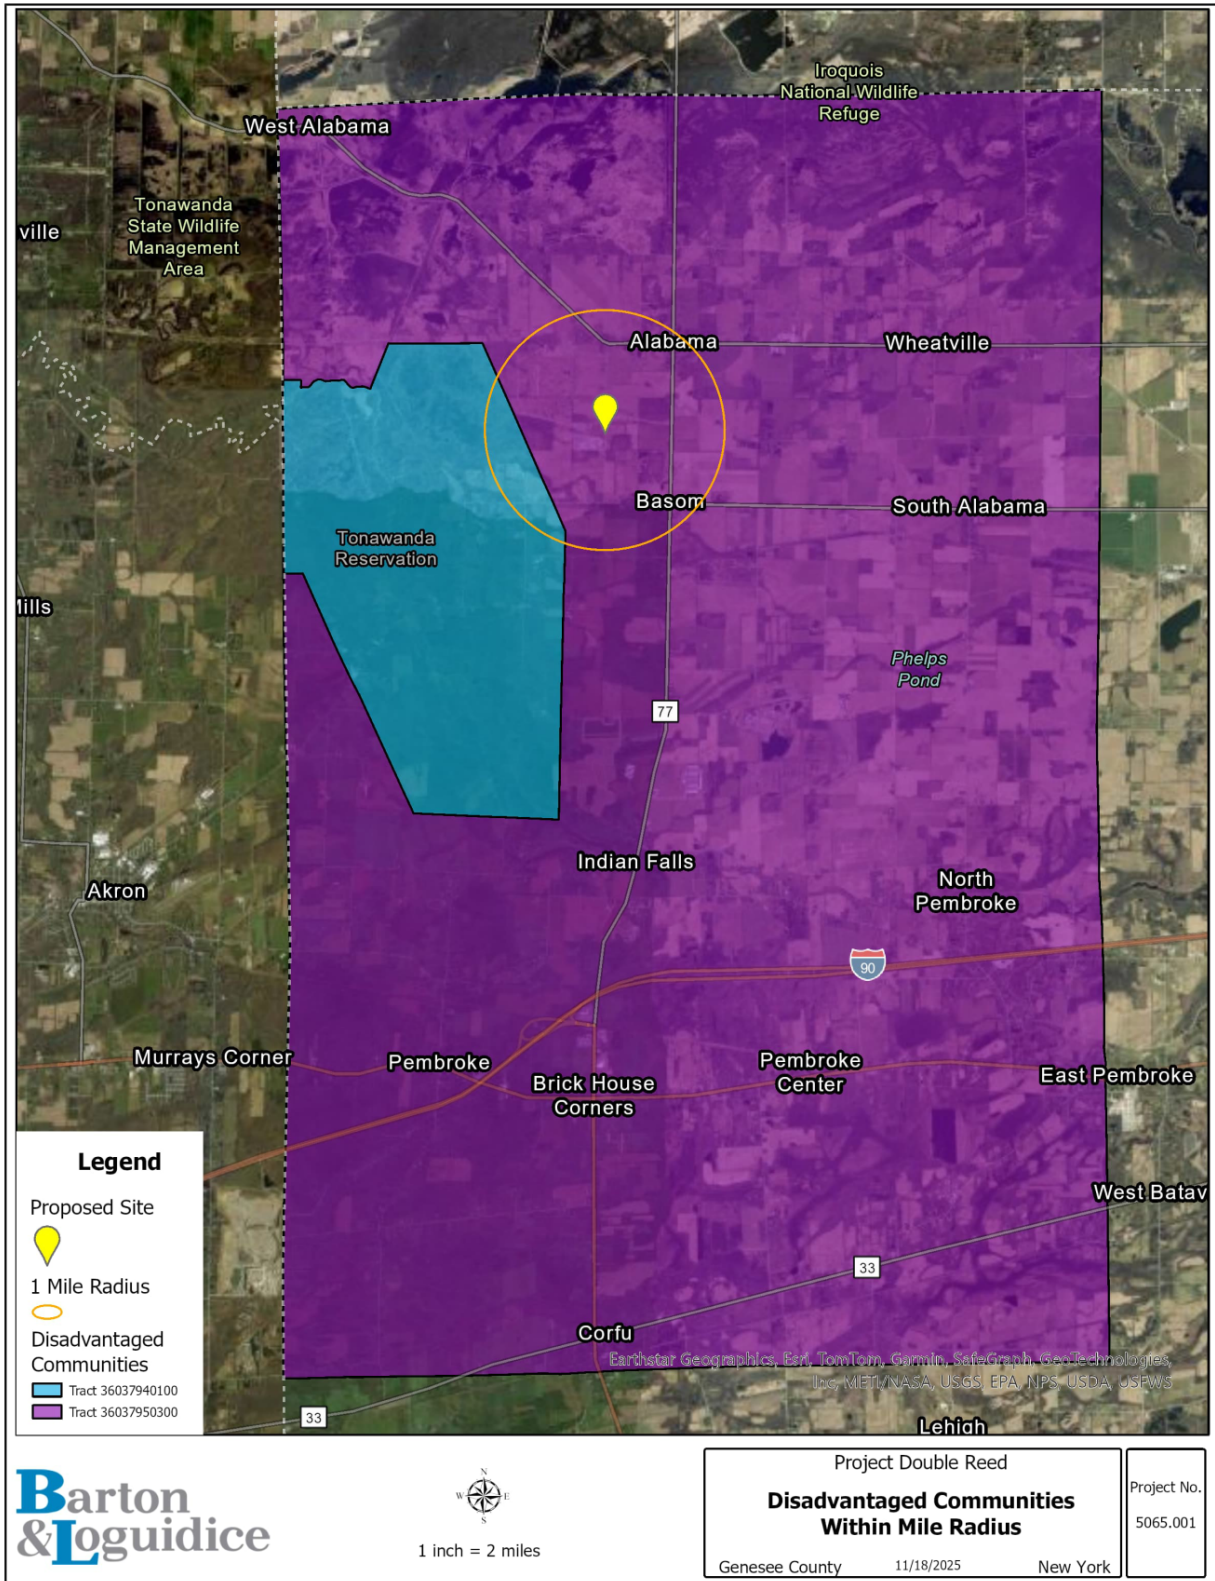 Iroquois
National Wildlife
Refuge
West Alabama
Tonawanda
State Wildlife
Management
Area
ville
Alabama
Wheatville
Basom
South Alabama
Tonawanda
Reservation
Mills
Phelps
Pond
77
Indian Falls
North
Pembroke
Akron
90
Murrays Corner
Pembroke
Pembroke
Center
Brick House
Corners
East Pembroke
West Batav
33
Corfu
Earthstar Geographics, Esri, TomTom, Garmin, SafeGraph, GeoTechnologies,
Inc, METI/NASA, USGS, EPA, NPS, USDA, USFWS
33
Lehigh
Legend
Proposed Site
1 Mile Radius
Disadvantaged
Communities
Tract 36037940100
Tract 36037950300
Barton
&Loguidice
N
W E
S
1 inch = 2 miles
Project Double Reed
Disadvantaged Communities
Within Mile Radius
Genesee County 11/18/2025 New York
Project No.
5065.001